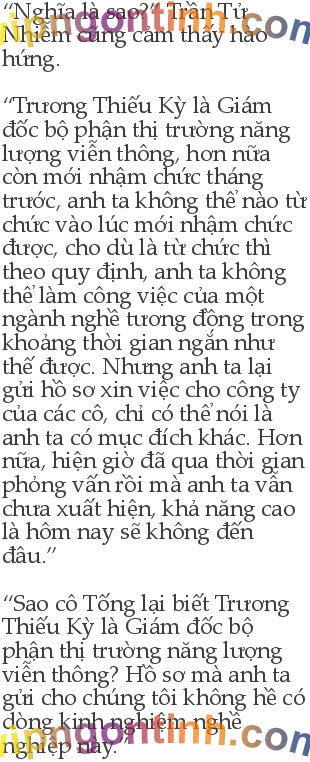 “Nghĩa là sao?” Trần Tử
Nhiễm cũng cảm thấy hào
hứng.
“Trương Thiếu Kỳ là Giám
đốc bộ phận thị trường năng
lượng viễn thông, hơn nữa
còn mới nhậm chức tháng
trước, anh ta không thể nào từ
chức vào lúc mới nhậm chức
được, cho dù là từ chức thì
theo quy định, anh ta không
thể làm công việc của một
ngành nghề tương đồng trong
khoảng thời gian ngắn như
thế được. Nhưng anh ta lại
gửi hồ sơ xin việc cho công ty
của các cô, chỉ có thể nói là
anh ta có mục đích khác. Hơn
nữa, hiện giờ đã qua thời gian
phỏng vấn rồi mà anh ta vẫn
chưa xuất hiện, khả năng cao
là hôm nay sẽ không đến
đâu.”
“Sao cô Tống lại biết Trương
Thiếu Kỳ là Giám đốc bộ
phận thị trường năng lượng
viễn thông? Hồ sơ mà anh ta
gửi cho chúng tôi không hề có
dòng kinh nghiệm nghề
nghiệp này.
vipngontinh.com
vipngontinh.com